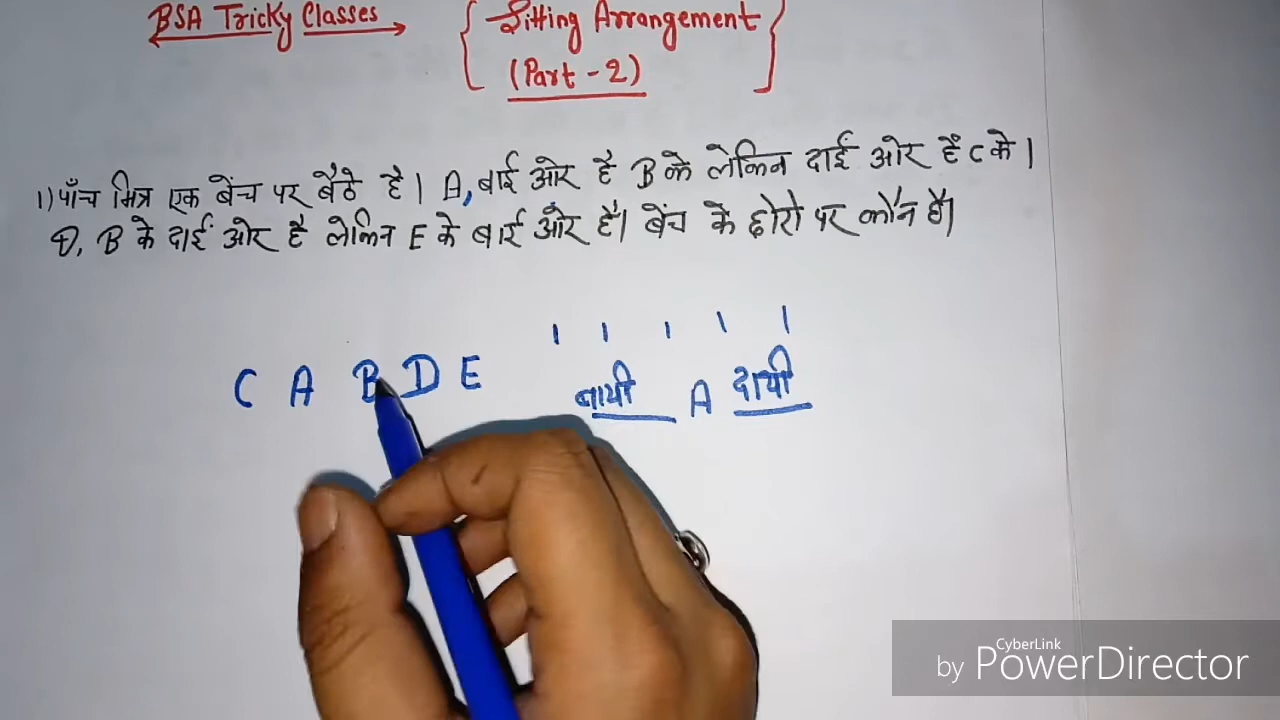 BSA Tricky Classes
Sitting Arrangement
(Part - 2)
1) पाँच मित्र एक बेंच पर बैठे है। A, बाईं ओर है B के लेकिन दाईं ओर है C के।
D, B के दाईं ओर है लेकिन E के बाईं ओर है। बेंच के छोरो पर कौन है।
C A B D E
बायी A दायी
CyberLink
by PowerDirector